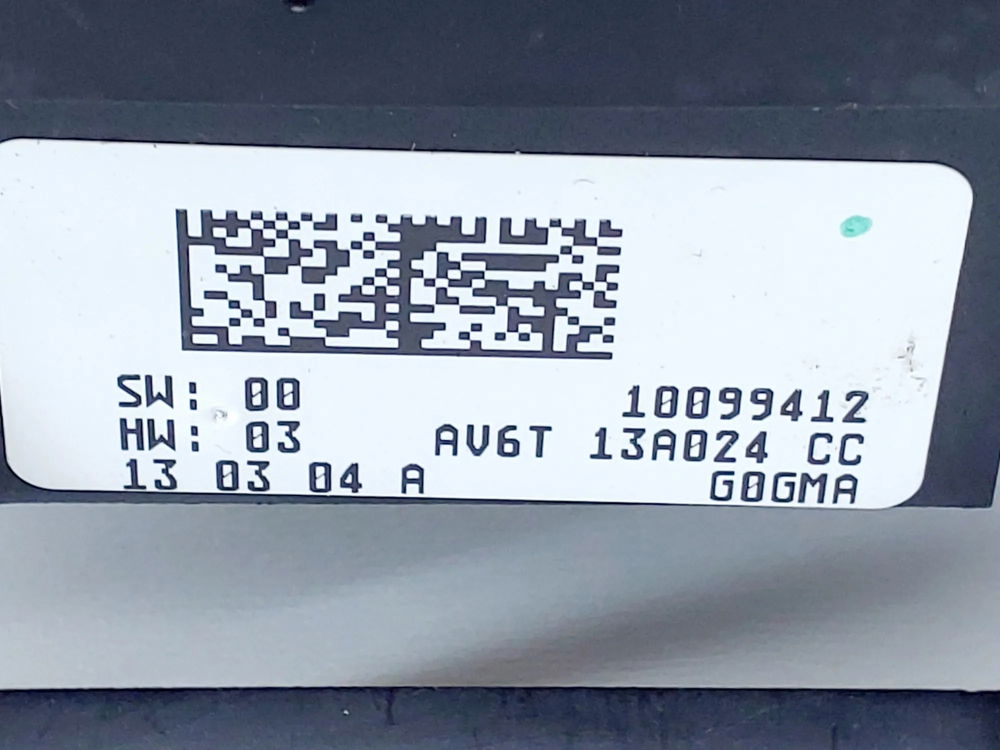 SW: 00 10099412
HW: 03 AV6T 13A024 CC
13 03 04 A G0GMA